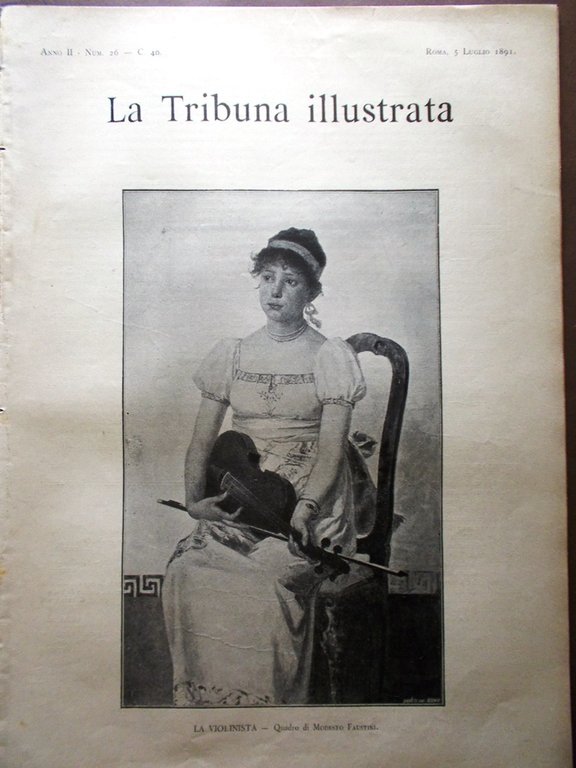 Anno II - Num. 26 — C. 40.
Roma, 5 Luglio 1891.
La Tribuna illustrata
LA VIOLINISTA — Quadro di Modesto Faustini.